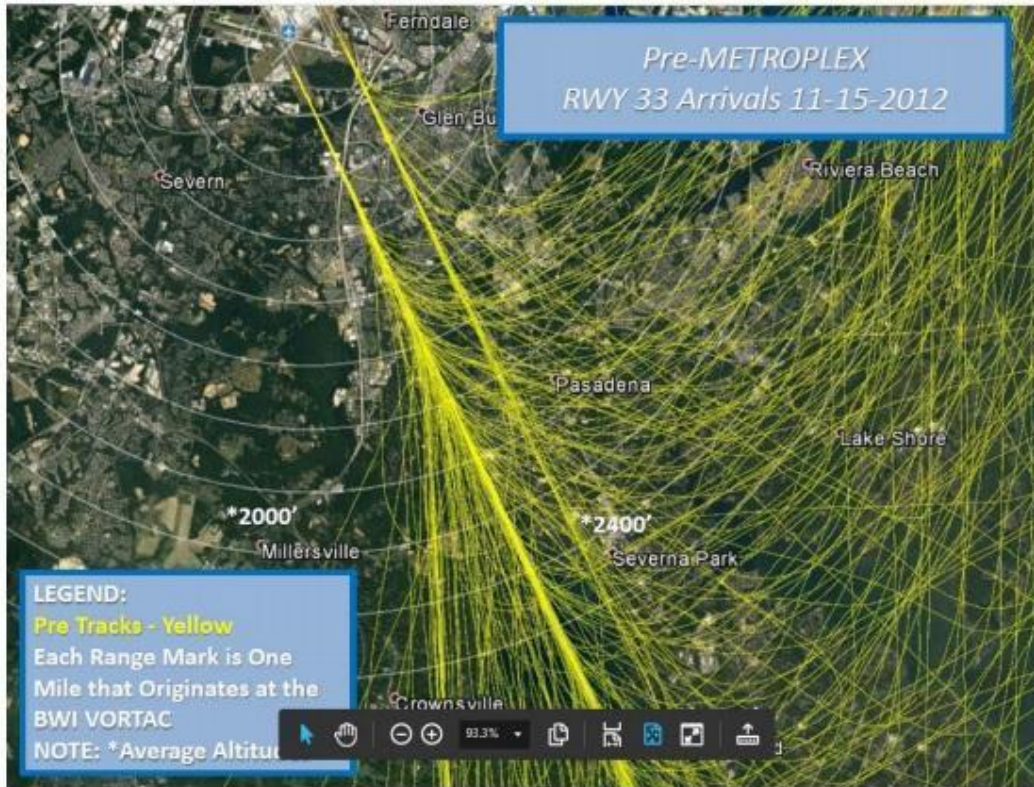 Ferndale
Pre-METROPLEX
RWY 33 Arrivals 11-15-2012
Glen Bu
Severn
Riviera Beach
Pasadena
Lake Shore
*2000'
*2400'
Millersville
Severna Park
LEGEND:
Pre Tracks - Yellow
Each Range Mark is One
Mile that Originates at the
BWI VORTAC
NOTE: *Average Altitud
Crownsville
93.3%
d